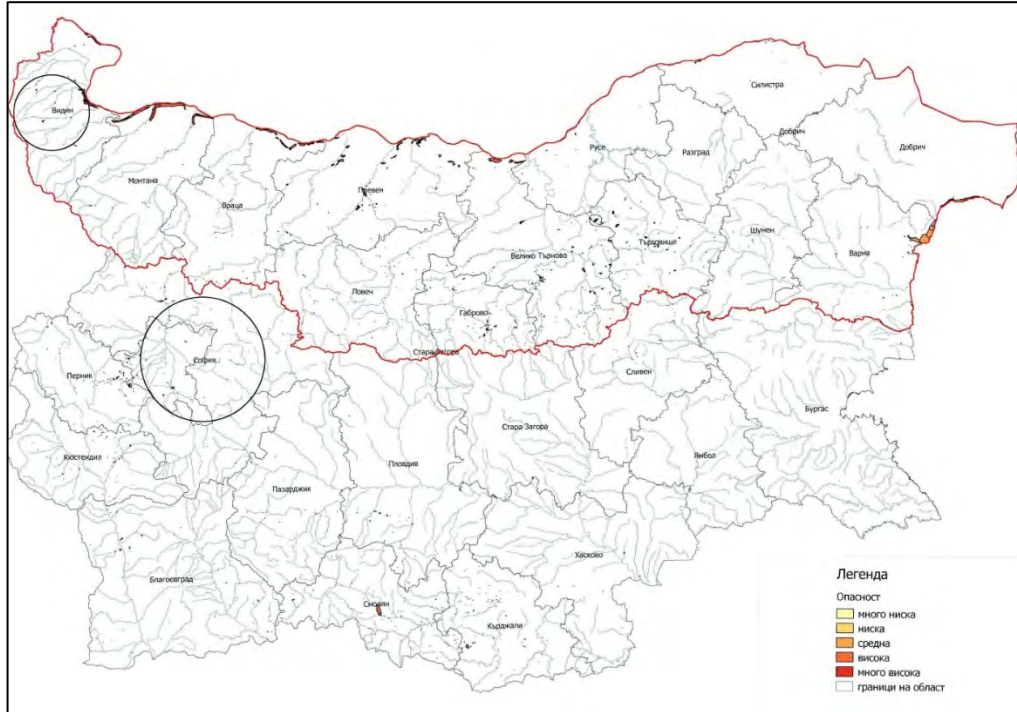 Силистра
Видин
Добрич
Русе
Добрич
Разград
Монтана
Плевен
Враца
Шумен
Търговище
Варна
Велико Търново
Ловеч
Габрово
Стара Загора
София
Сливен
Перник
Бургас
Стара Загора
Кюстендил
Ямбол
Пловдив
Пазарджик
Хасково
Благоевград
Смолян
Кърджали
Легенда
Опасност
много ниска
ниска
средна
висока
много висока
граници на област